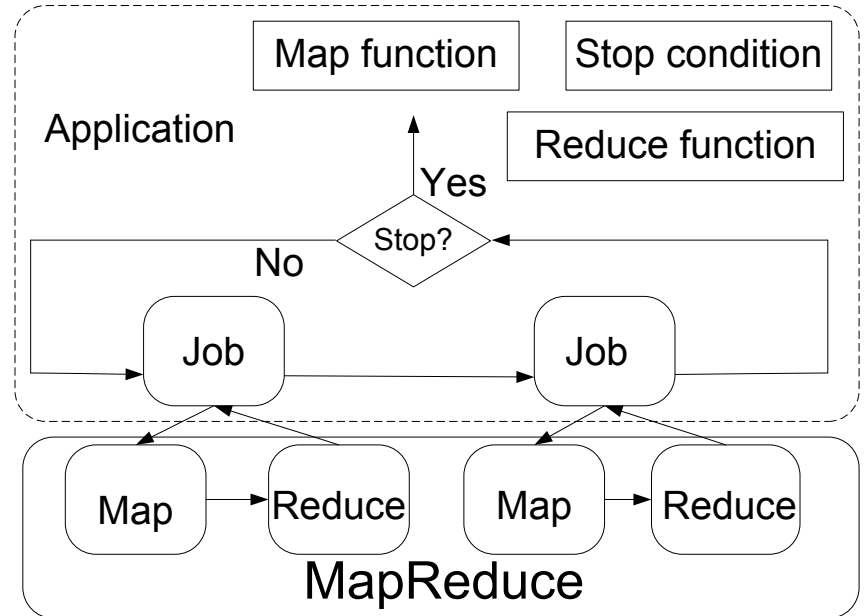 Map function
Stop condition
Application
Reduce function
Yes
Stop?
No
Job
Job
Map
Reduce
Map
Reduce
MapReduce